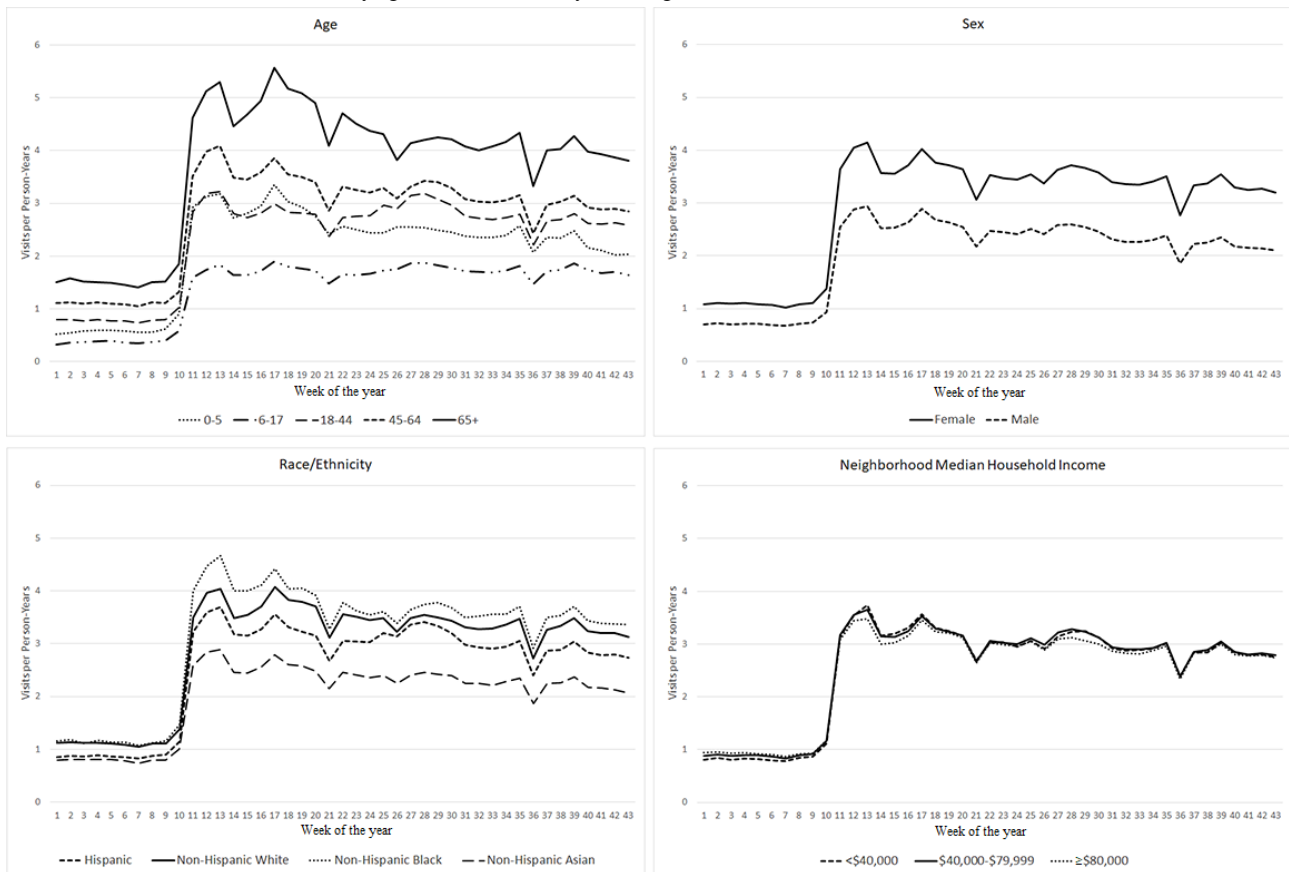 Age
6
5
4
3
2
1
0
Visits per Person-Years
1 2 3 4 5 6 7 8 9 10 11 12 13 14 15 16 17 18 19 20 21 22 23 24 25 26 27 28 29 30 31 32 33 34 35 36 37 38 39 40 41 42 43
Week of the year
0-5 6-17 18-44 45-64 65+
Sex
6
5
4
3
2
1
0
Visits per Person-Years
1 2 3 4 5 6 7 8 9 10 11 12 13 14 15 16 17 18 19 20 21 22 23 24 25 26 27 28 29 30 31 32 33 34 35 36 37 38 39 40 41 42 43
Week of the year
Female Male
Race/Ethnicity
6
5
4
3
2
1
0
Visits per Person-Years
1 2 3 4 5 6 7 8 9 10 11 12 13 14 15 16 17 18 19 20 21 22 23 24 25 26 27 28 29 30 31 32 33 34 35 36 37 38 39 40 41 42 43
Week of the year
Hispanic Non-Hispanic White Non-Hispanic Black Non-Hispanic Asian
Neighborhood Median Household Income
6
5
4
3
2
1
0
Visits per Person-Years
1 2 3 4 5 6 7 8 9 10 11 12 13 14 15 16 17 18 19 20 21 22 23 24 25 26 27 28 29 30 31 32 33 34 35 36 37 38 39 40 41 42 43
Week of the year
<$40,000 $40,000-$79,999 ≥$80,000